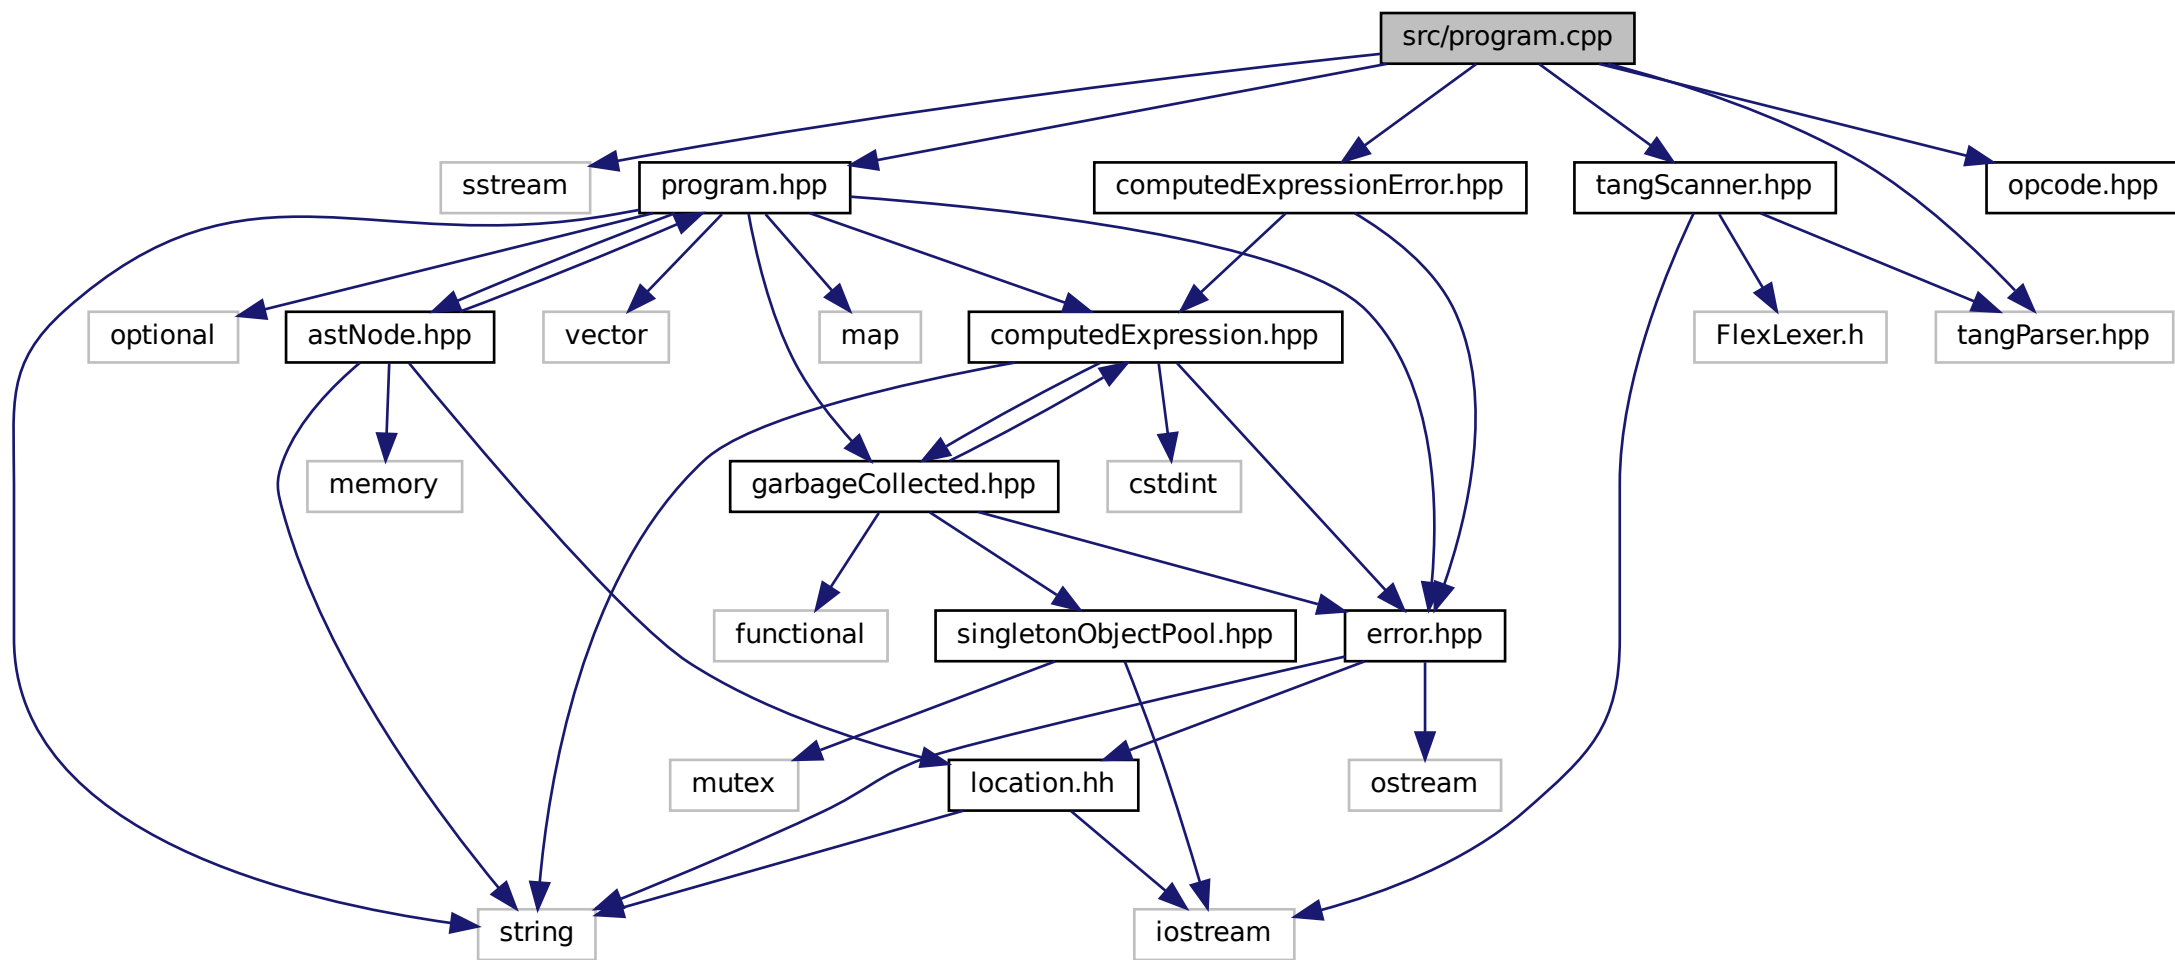 src/program.cpp
sstream
program.hpp
computedExpressionError.hpp
tangScanner.hpp
opcode.hpp
optional
astNode.hpp
vector
map
computedExpression.hpp
FlexLexer.h
tangParser.hpp
memory
garbageCollected.hpp
cstdint
functional
singletonObjectPool.hpp
error.hpp
mutex
location.hh
ostream
string
iostream